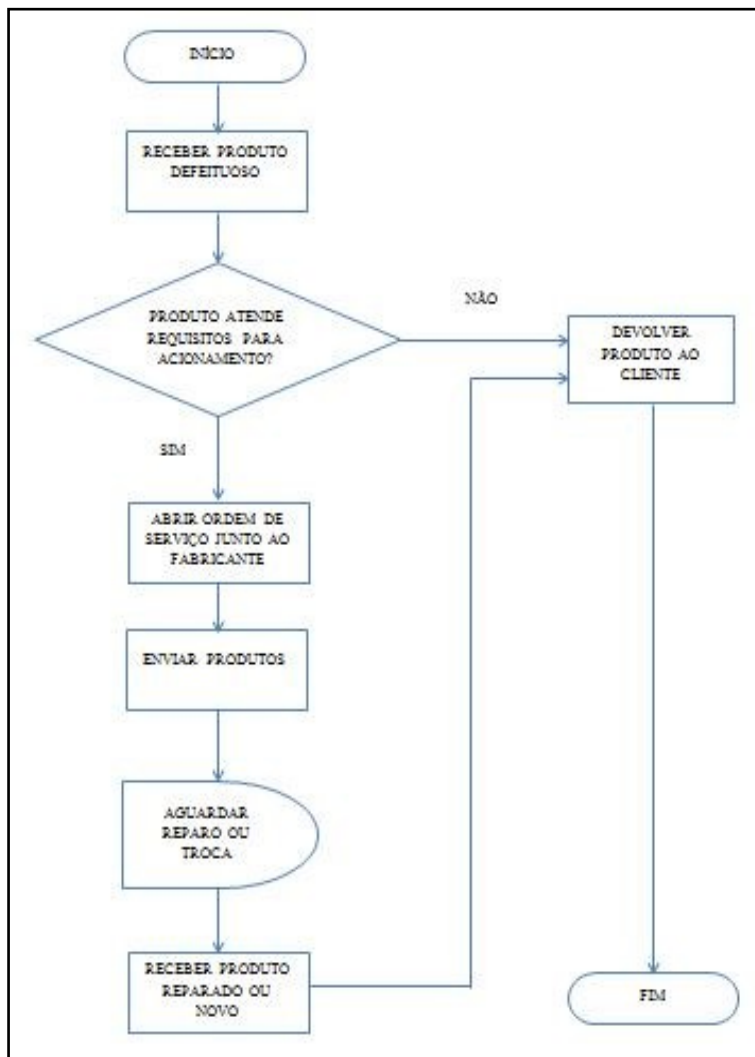 INÍCIO
RECEBER PRODUTO
DEFEITUOSO
PRODUTO ATENDE
REQUISITOS PARA
ACIONAMENTO?
NÃO
DEVOLVER
PRODUTO AO
CLIENTE
SIM
ABRIR ORDEM DE
SERVIÇO JUNTO AO
FABRICANTE
ENVIAR PRODUTOS
AGUARDAR
REPARO OU
TROCA
RECEBER PRODUTO
REPARADO OU
NOVO
FIM